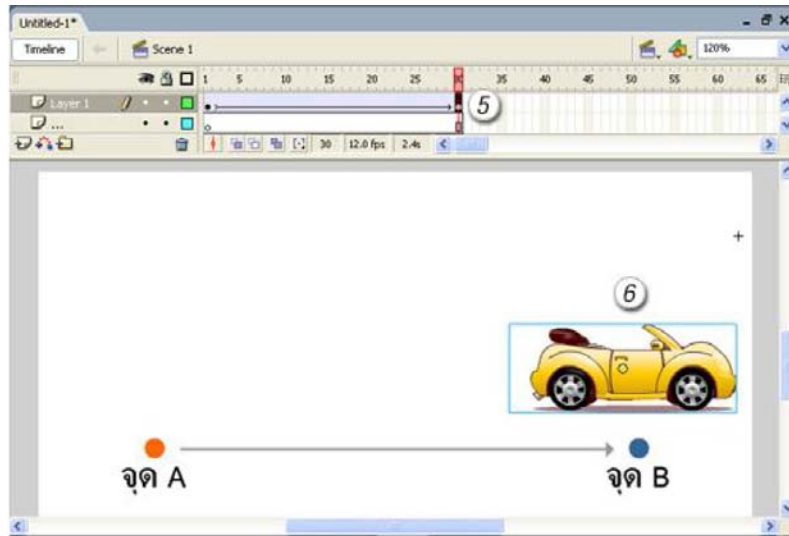 Untitled-1*
Timeline Scene 1 120%
1 5 10 15 20 25 30 35 40 45 50 55 60 65
Layer 1 5
...
30 12.0 fps 2.4s
6
จุด A จุด B